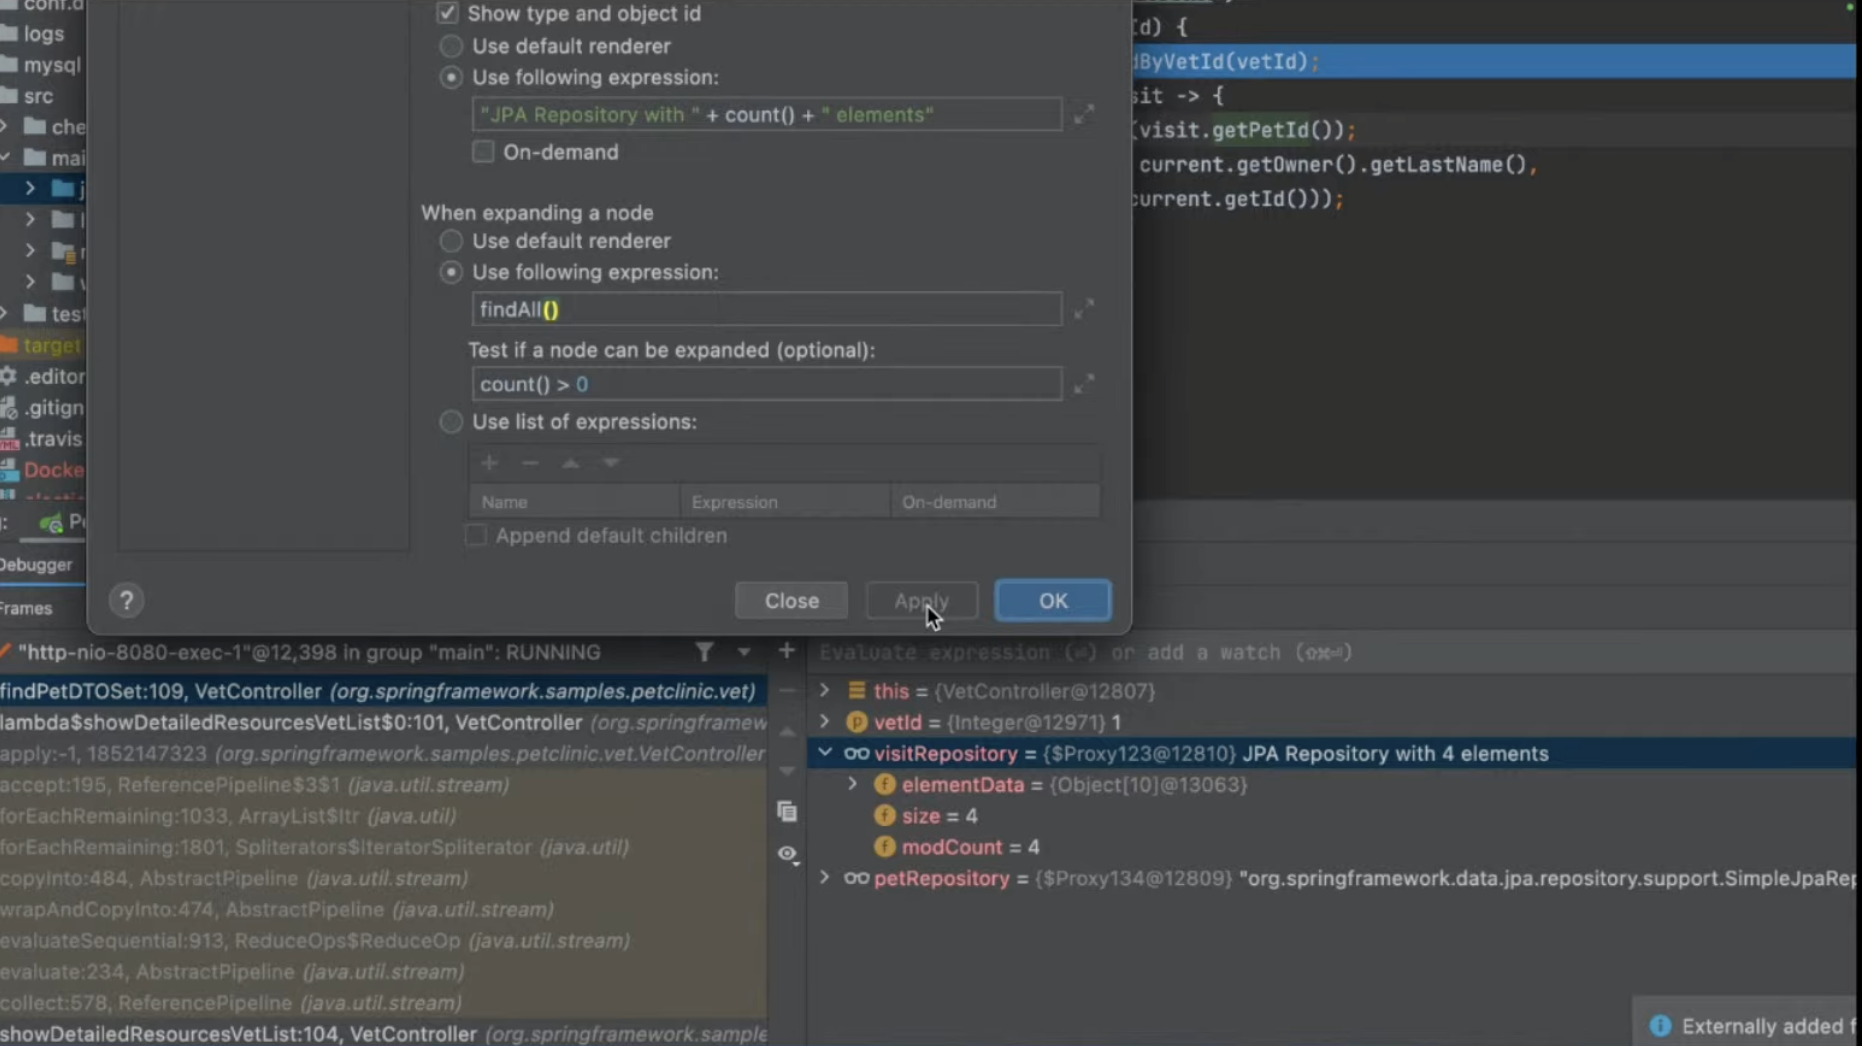 conf.d
logs
mysql
src
che
mai
j
l
r
test
target
.editor
.gitign
.travis
Docke
Show type and object id
Use default renderer
Use following expression:
"JPA Repository with " + count() + " elements"
On-demand
When expanding a node
Use default renderer
Use following expression:
findAll()
Test if a node can be expanded (optional):
count() > 0
Use list of expressions:
Name Expression On-demand
Append default children
? Close Apply OK
Id) {
dByVetId(vetId);
sit -> {
(visit.getPetId());
current.getOwner().getLastName(),
current.getId()));
Debugger
Frames
"http-nio-8080-exec-1"@12,398 in group "main": RUNNING
findPetDTOSet:109, VetController (org.springframework.samples.petclinic.vet)
lambda$showDetailedResourcesVetList$0:101, VetController (org.springframew
apply:-1, 1852147323 (org.springframework.samples.petclinic.vet.VetController
accept:195, ReferencePipeline$3$1 (java.util.stream)
forEachRemaining:1033, ArrayList$Itr (java.util)
forEachRemaining:1801, Spliterators$IteratorSpliterator (java.util)
copyInto:484, AbstractPipeline (java.util.stream)
wrapAndCopyInto:474, AbstractPipeline (java.util.stream)
evaluateSequential:913, ReduceOps$ReduceOp (java.util.stream)
evaluate:234, AbstractPipeline (java.util.stream)
collect:578, ReferencePipeline (java.util.stream)
showDetailedResourcesVetList:104, VetController (org.springframework.sample
Evaluate expression (⏎) or add a watch (⇧⌘⏎)
this = {VetController@12807}
vetId = {Integer@12971} 1
visitRepository = {$Proxy123@12810} JPA Repository with 4 elements
elementData = {Object[10]@13063}
size = 4
modCount = 4
petRepository = {$Proxy134@12809} "org.springframework.data.jpa.repository.support.SimpleJpaRep
Externally added f